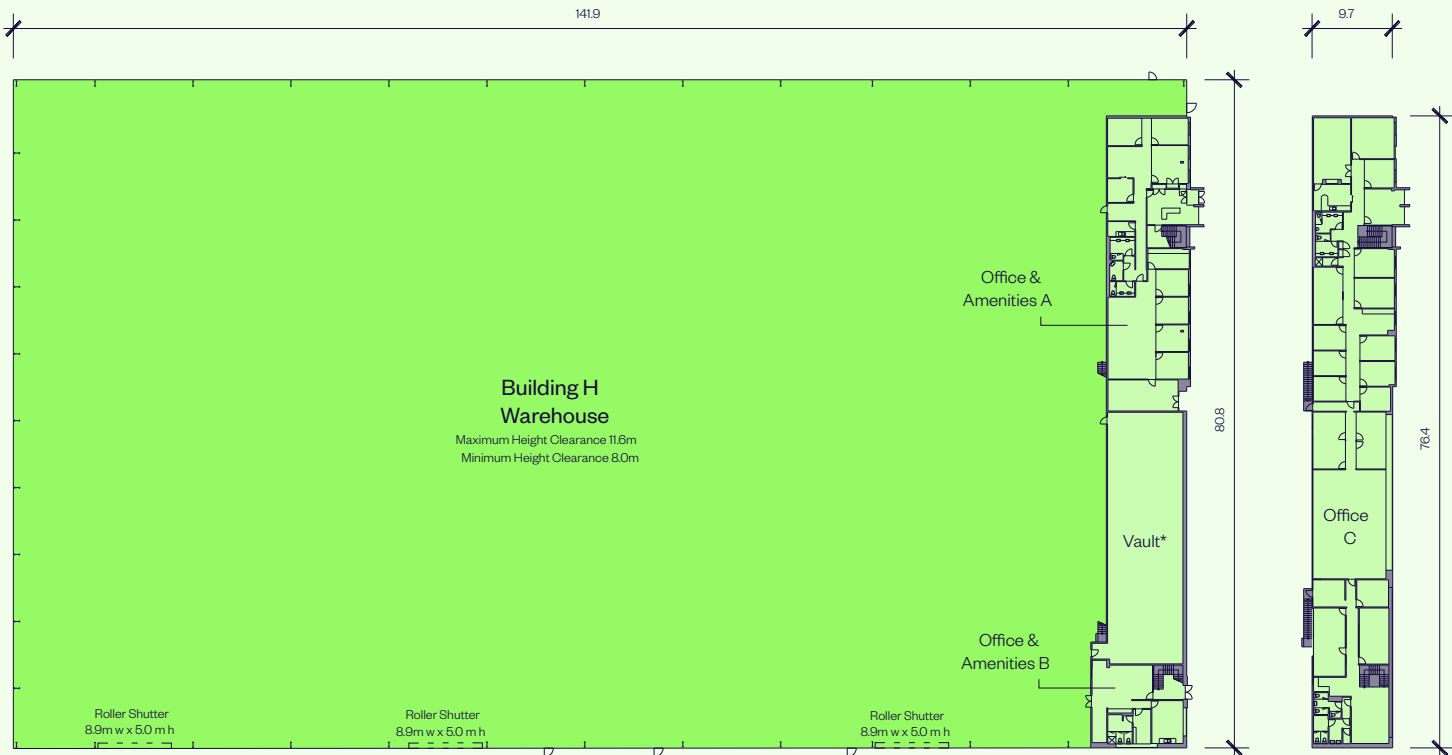 141.9
9.7
Office &
Amenities A
Building H
Warehouse
Maximum Height Clearance 11.6m
Minimum Height Clearance 8.0m
80.8
76.4
Office
C
Vault*
Office &
Amenities B
Roller Shutter
8.9m w x 5.0 m h
Roller Shutter
8.9m w x 5.0 m h
Roller Shutter
8.9m w x 5.0 m h